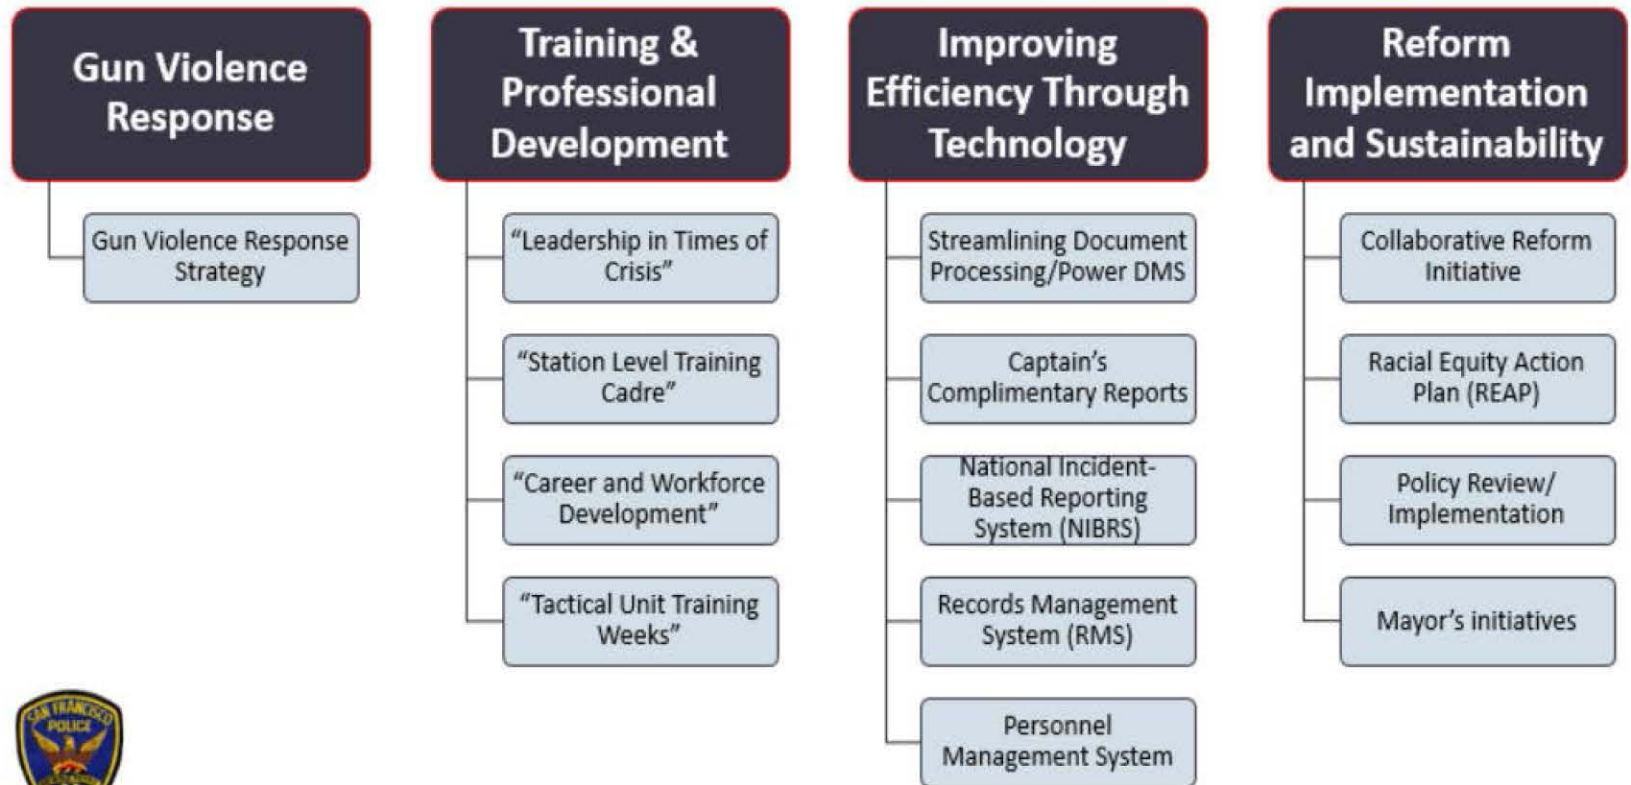 Gun Violence
Response
Gun Violence Response
Strategy
Training &
Professional
Development
“Leadership in Times of
Crisis”
“Station Level Training
Cadre”
“Career and Workforce
Development”
“Tactical Unit Training
Weeks”
Improving
Efficiency Through
Technology
Streamlining Document
Processing/Power DMS
Captain’s
Complimentary Reports
National Incident-
Based Reporting
System (NIBRS)
Records Management
System (RMS)
Personnel
Management System
Reform
Implementation
and Sustainability
Collaborative Reform
Initiative
Racial Equity Action
Plan (REAP)
Policy Review/
Implementation
Mayor’s initiatives
SAN FRANCISCO
POLICE